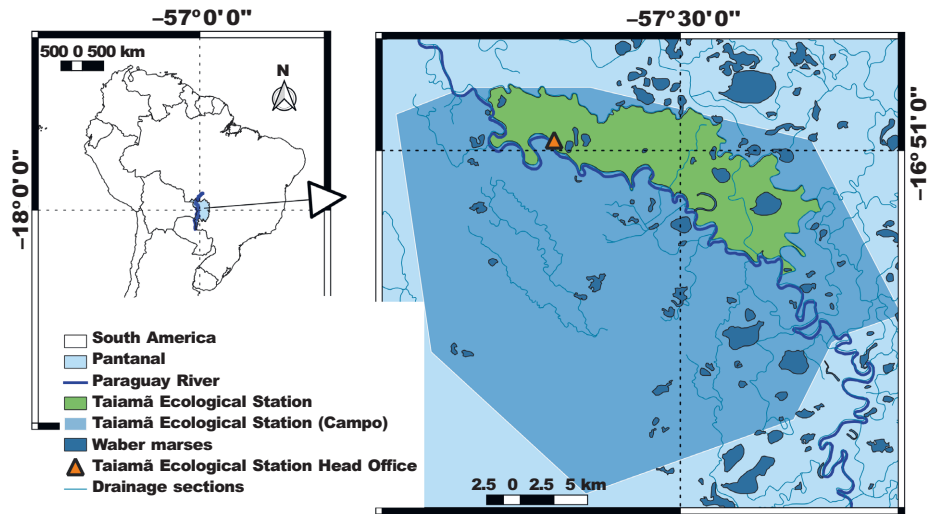 −57°0'0"
−57°30'0"
500 0 500 km
N
−16°51'0"
−18°0'0"
South America
Pantanal
Paraguay River
Taiamã Ecological Station
Taiamã Ecological Station (Campo)
Waber marses
Taiamã Ecological Station Head Office
Drainage sections
2.5 0 2.5 5 km